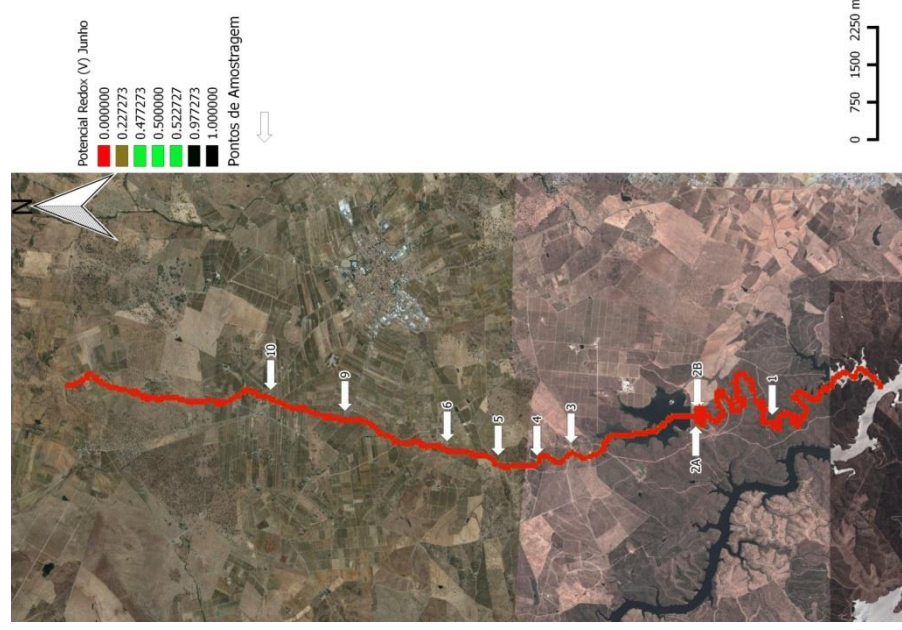 Potencial Redox (V) Junho
0.000000
0.227273
0.477273
0.500000
0.522727
0.977273
1.000000
Pontos de Amostragem
N
0 750 1500 2250 m
10
9
6
5
4
3
2A 2B
1